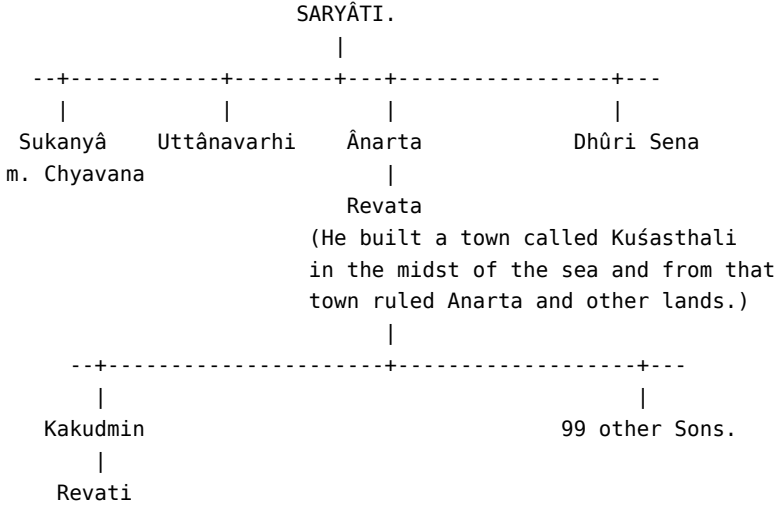 SARYÂTI.
|
--+------------+--------+---+-----------------+---
| | | |
Sukanyâ Uttânavarhi Ânarta Dhûri Sena
m. Chyavana |
Revata
(He built a town called Kuśasthali
in the midst of the sea and from that
town ruled Anarta and other lands.)
|
--+----------------------+-------------------+---
| |
Kakudmin 99 other Sons.
|
Revati